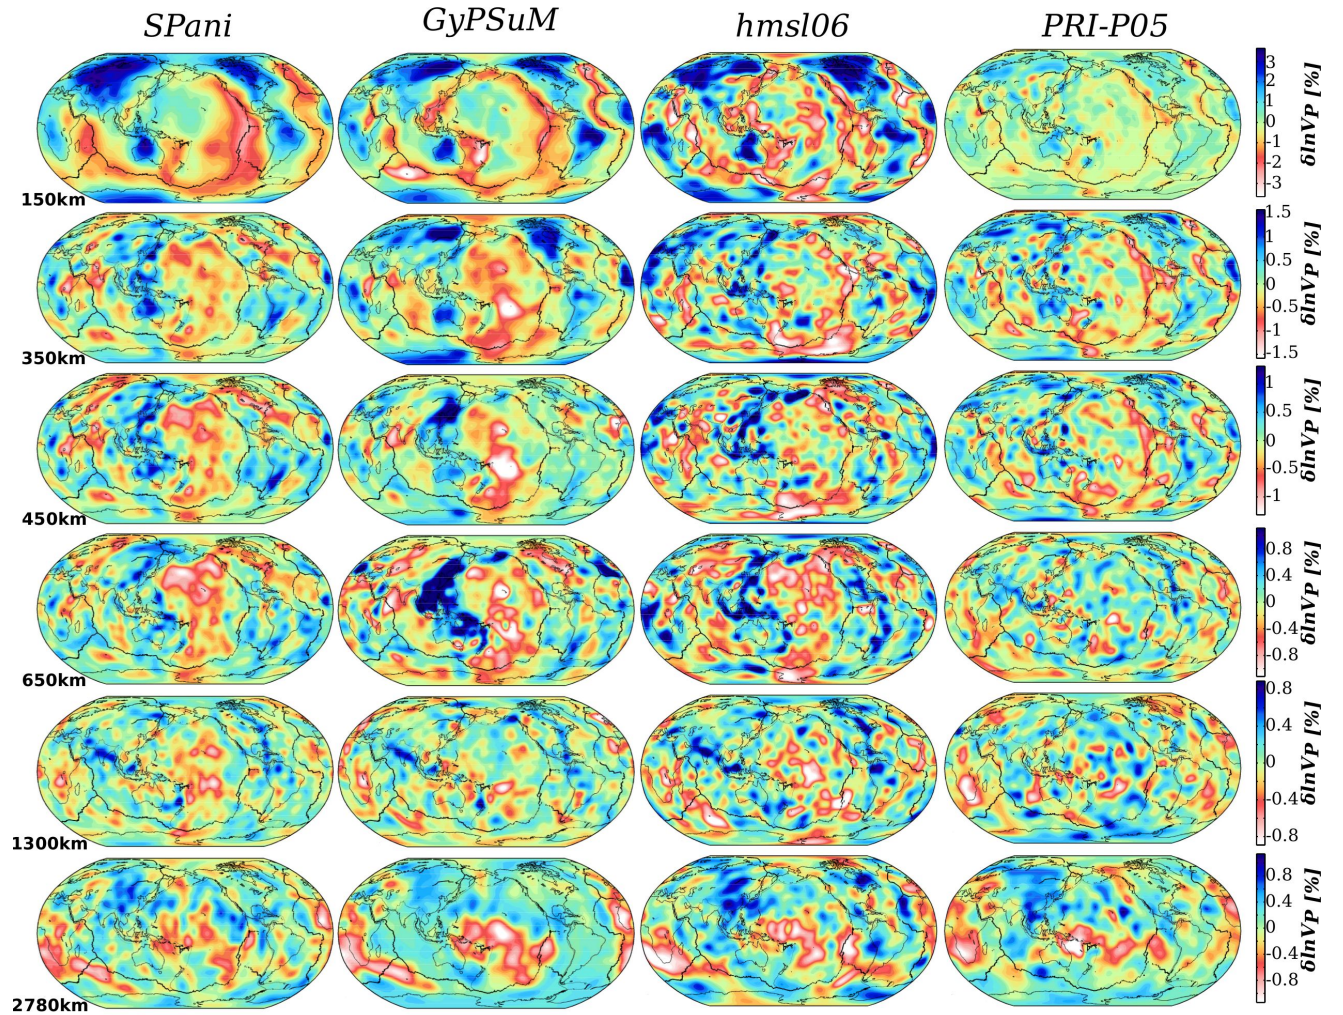 SPani GyPSuM hmsl06 PRI-P05
3
2
1
0
-1
-2
-3
δlnVp [%]
150km
1.5
1
0.5
0
-0.5
-1
-1.5
δlnVp [%]
350km
1
0.5
0
-0.5
-1
δlnVp [%]
450km
0.8
0.4
0
-0.4
-0.8
δlnVp [%]
650km
0.8
0.4
0
-0.4
-0.8
δlnVp [%]
1300km
0.8
0.4
0
-0.4
-0.8
δlnVp [%]
2780km